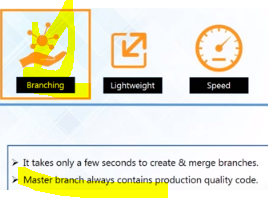 Branching
Lightweight
Speed
➢ It takes only a few seconds to create & merge branches.
➢ Master branch always contains production quality code.